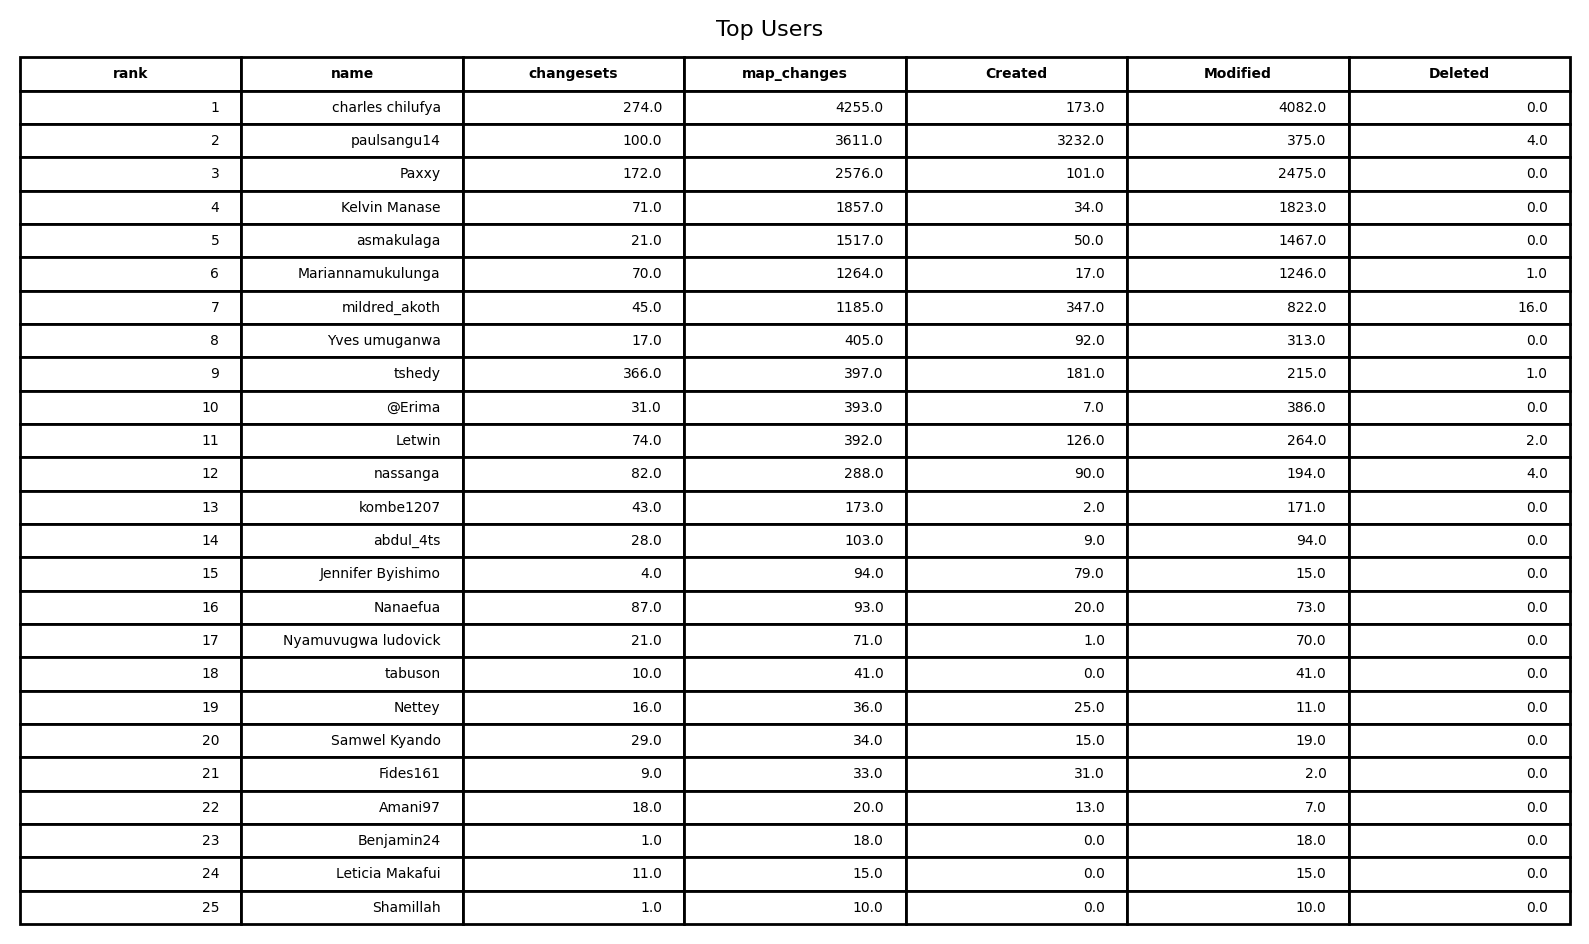 Top Users
rank name changesets map_changes Created Modified Deleted
1 charles chilufya 274.0 4255.0 173.0 4082.0 0.0
2 paulsangu14 100.0 3611.0 3232.0 375.0 4.0
3 Paxxy 172.0 2576.0 101.0 2475.0 0.0
4 Kelvin Manase 71.0 1857.0 34.0 1823.0 0.0
5 asmakulaga 21.0 1517.0 50.0 1467.0 0.0
6 Mariannamukulunga 70.0 1264.0 17.0 1246.0 1.0
7 mildred_akoth 45.0 1185.0 347.0 822.0 16.0
8 Yves umuganwa 17.0 405.0 92.0 313.0 0.0
9 tshedy 366.0 397.0 181.0 215.0 1.0
10 @Erima 31.0 393.0 7.0 386.0 0.0
11 Letwin 74.0 392.0 126.0 264.0 2.0
12 nassanga 82.0 288.0 90.0 194.0 4.0
13 kombe1207 43.0 173.0 2.0 171.0 0.0
14 abdul_4ts 28.0 103.0 9.0 94.0 0.0
15 Jennifer Byishimo 4.0 94.0 79.0 15.0 0.0
16 Nanaefua 87.0 93.0 20.0 73.0 0.0
17 Nyamuvugwa ludovick 21.0 71.0 1.0 70.0 0.0
18 tabuson 10.0 41.0 0.0 41.0 0.0
19 Nettey 16.0 36.0 25.0 11.0 0.0
20 Samwel Kyando 29.0 34.0 15.0 19.0 0.0
21 Fides161 9.0 33.0 31.0 2.0 0.0
22 Amani97 18.0 20.0 13.0 7.0 0.0
23 Benjamin24 1.0 18.0 0.0 18.0 0.0
24 Leticia Makafui 11.0 15.0 0.0 15.0 0.0
25 Shamillah 1.0 10.0 0.0 10.0 0.0